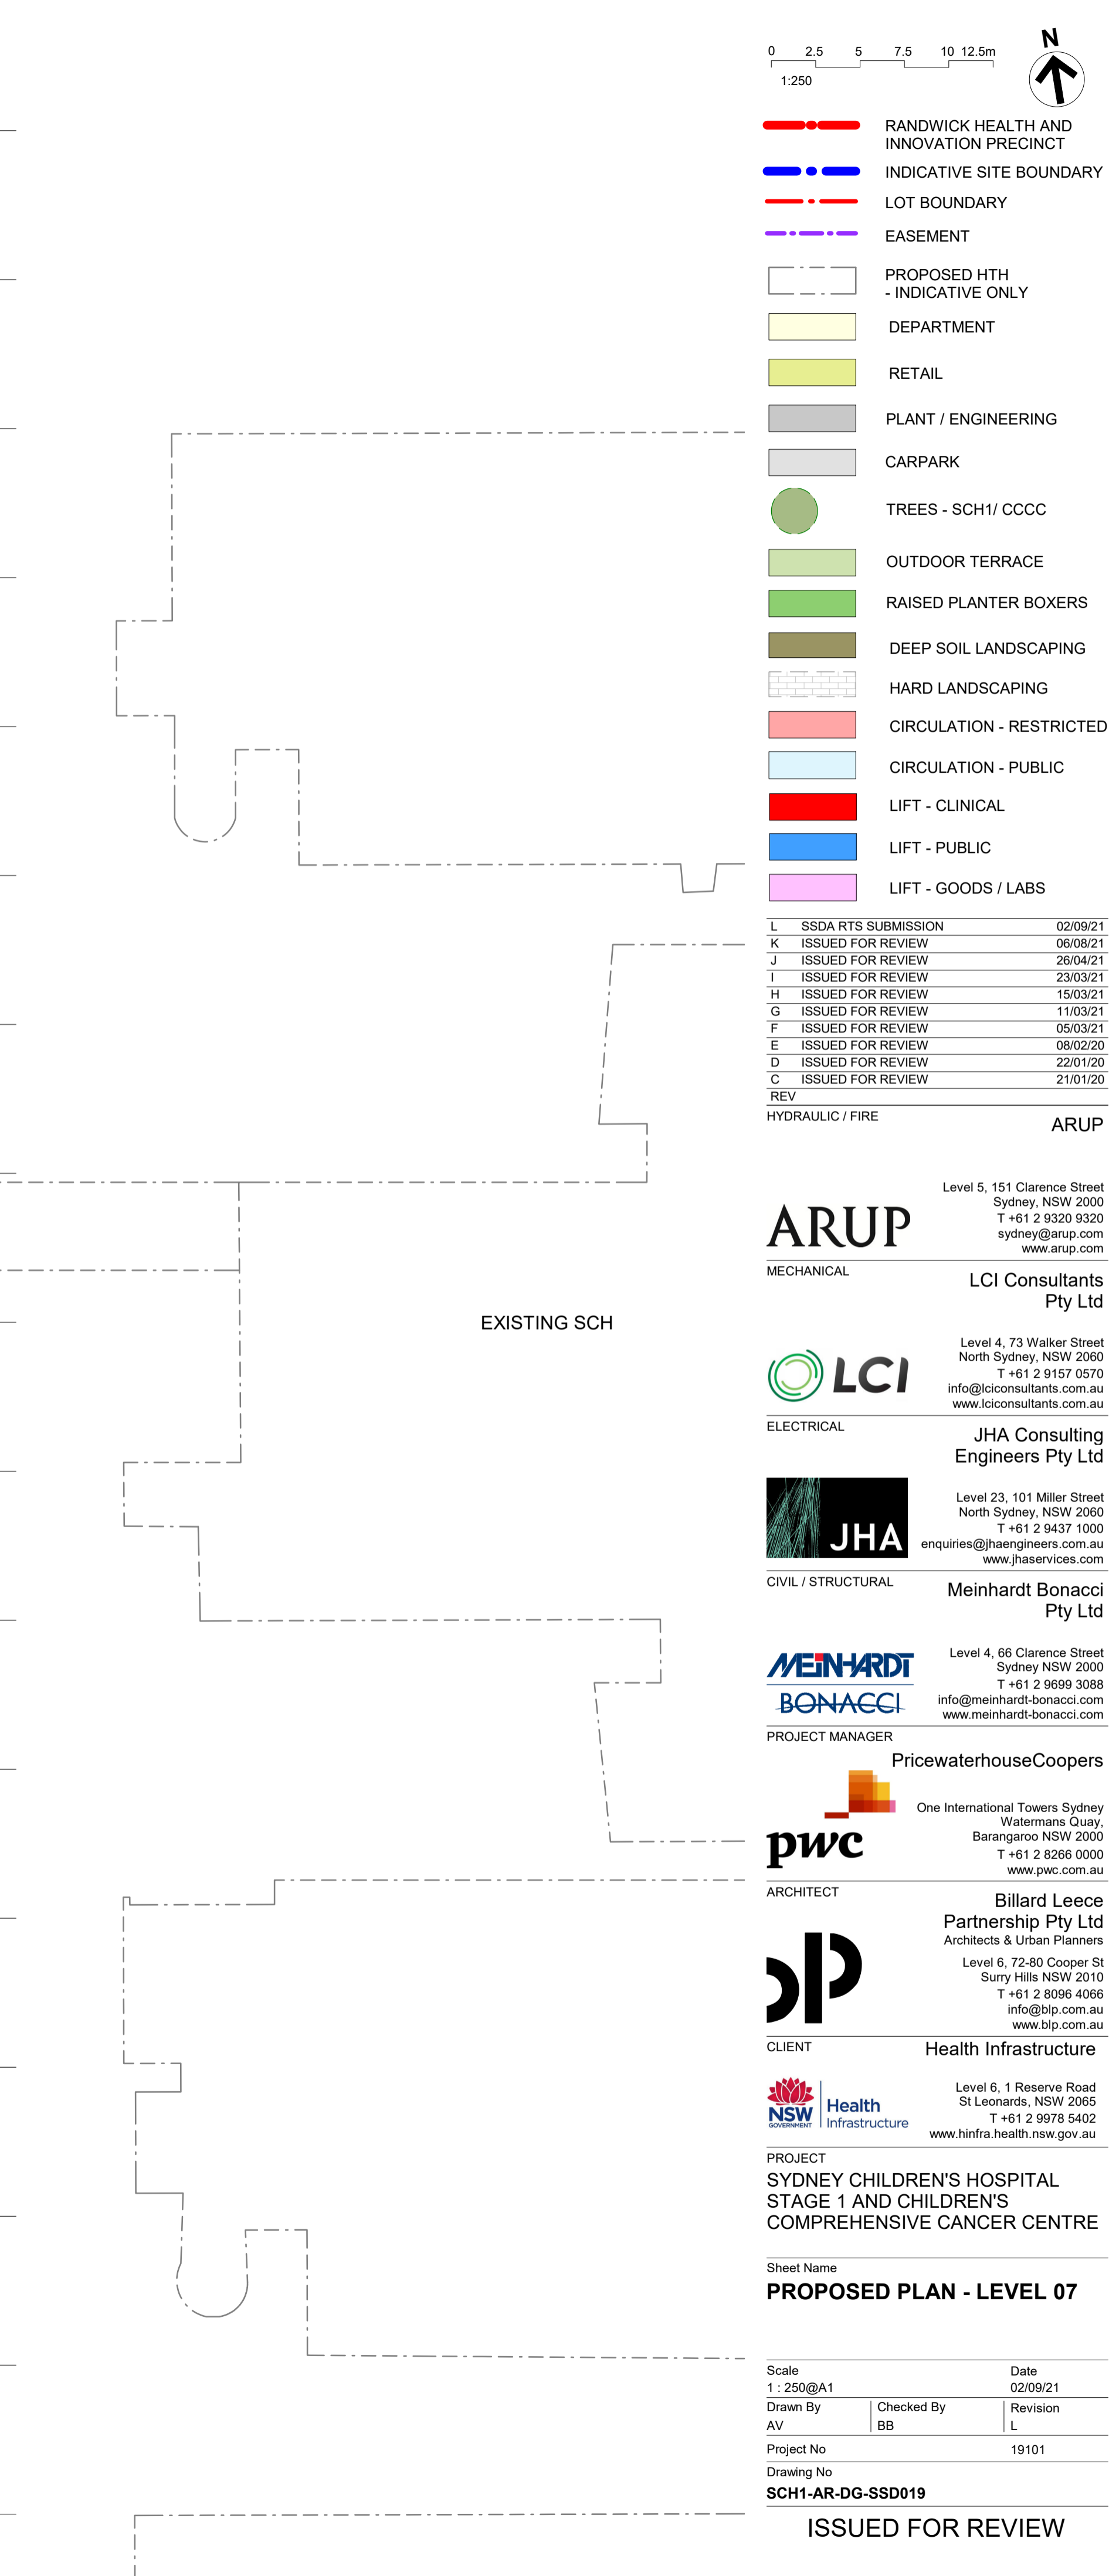 0 2.5 5 7.5 10 12.5m
1:250
N
RANDWICK HEALTH AND
INNOVATION PRECINCT
INDICATIVE SITE BOUNDARY
LOT BOUNDARY
EASEMENT
PROPOSED HTH
- INDICATIVE ONLY
DEPARTMENT
RETAIL
PLANT / ENGINEERING
CARPARK
TREES - SCH1/ CCCC
OUTDOOR TERRACE
RAISED PLANTER BOXERS
DEEP SOIL LANDSCAPING
HARD LANDSCAPING
CIRCULATION - RESTRICTED
CIRCULATION - PUBLIC
LIFT - CLINICAL
LIFT - PUBLIC
LIFT - GOODS / LABS
L SSDA RTS SUBMISSION 02/09/21
K ISSUED FOR REVIEW 06/08/21
J ISSUED FOR REVIEW 26/04/21
I ISSUED FOR REVIEW 23/03/21
H ISSUED FOR REVIEW 15/03/21
G ISSUED FOR REVIEW 11/03/21
F ISSUED FOR REVIEW 05/03/21
E ISSUED FOR REVIEW 08/02/20
D ISSUED FOR REVIEW 22/01/20
C ISSUED FOR REVIEW 21/01/20
REV
HYDRAULIC / FIRE
ARUP
ARUP
Level 5, 151 Clarence Street
Sydney, NSW 2000
T +61 2 9320 9320
sydney@arup.com
www.arup.com
MECHANICAL
LCI Consultants
Pty Ltd
LCI
Level 4, 73 Walker Street
North Sydney, NSW 2060
T +61 2 9157 0570
info@lciconsultants.com.au
www.lciconsultants.com.au
EXISTING SCH
ELECTRICAL
JHA Consulting
Engineers Pty Ltd
JHA
Level 23, 101 Miller Street
North Sydney, NSW 2060
T +61 2 9437 1000
enquiries@jhaengineers.com.au
www.jhaservices.com
CIVIL / STRUCTURAL
Meinhardt Bonacci
Pty Ltd
MEINHARDT
BONACCI
Level 4, 66 Clarence Street
Sydney NSW 2000
T +61 2 9699 3088
info@meinhardt-bonacci.com
www.meinhardt-bonacci.com
PROJECT MANAGER
PricewaterhouseCoopers
pwc
One International Towers Sydney
Watermans Quay,
Barangaroo NSW 2000
T +61 2 8266 0000
www.pwc.com.au
ARCHITECT
Billard Leece
Partnership Pty Ltd
Architects & Urban Planners
blp
Level 6, 72-80 Cooper St
Surry Hills NSW 2010
T +61 2 8096 4066
info@blp.com.au
www.blp.com.au
CLIENT
Health Infrastructure
NSW
GOVERNMENT
Health
Infrastructure
Level 6, 1 Reserve Road
St Leonards, NSW 2065
T +61 2 9978 5402
www.hinfra.health.nsw.gov.au
PROJECT
SYDNEY CHILDREN'S HOSPITAL
STAGE 1 AND CHILDREN'S
COMPREHENSIVE CANCER CENTRE
Sheet Name
PROPOSED PLAN - LEVEL 07
Scale Date
1 : 250@A1 02/09/21
Drawn By Checked By Revision
AV BB L
Project No 19101
Drawing No
SCH1-AR-DG-SSD019
ISSUED FOR REVIEW